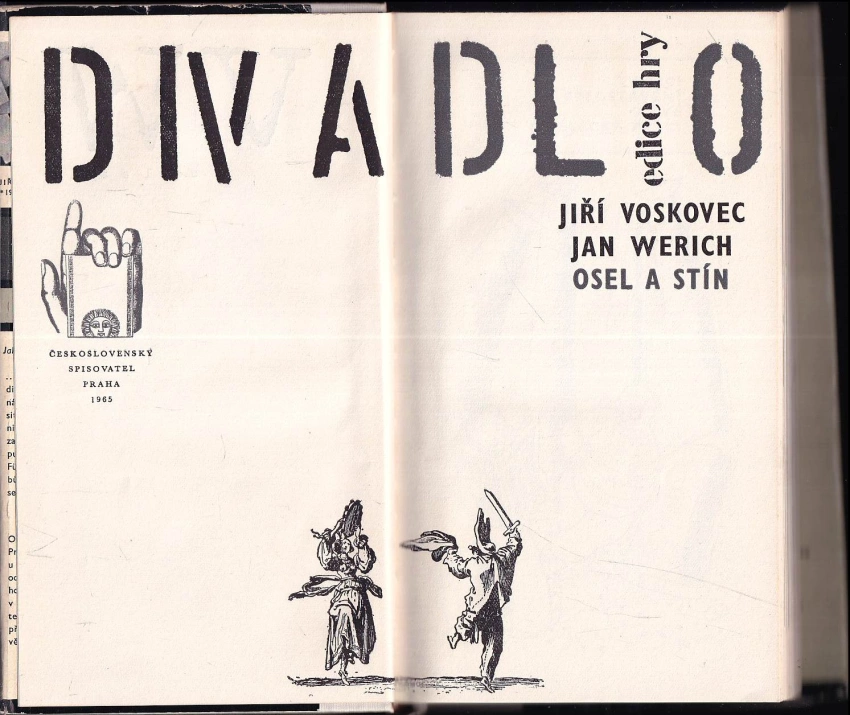 DIVADLO
edice hry
JIŘÍ VOSKOVEC
JAN WERICH
OSEL A STÍN
ČESKOSLOVENSKÝ
SPISOVATEL
PRAHA
1965